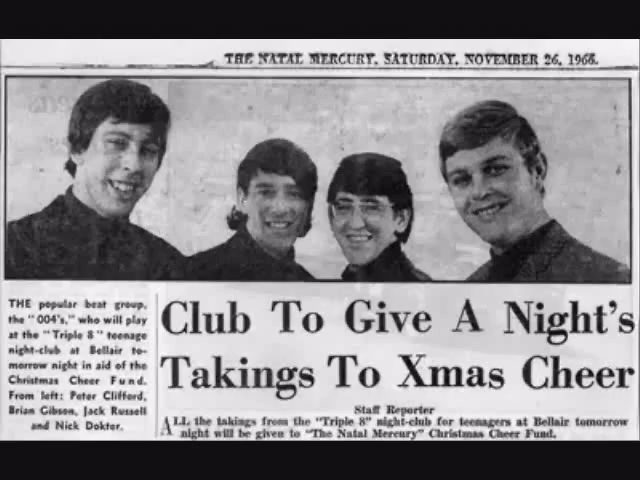 THE NATAL MERCURY, SATURDAY, NOVEMBER 26, 1966.
THE popular beat group,
the "004's," who will play
at the "Triple 8" teenage
night-club at Bellair to-
morrow night in aid of the
Christmas Cheer Fund.
From left: Peter Clifford,
Brian Gibson, Jack Russell
and Nick Dokter.
Club To Give A Night's
Takings To Xmas Cheer
Staff Reporter
ALL the takings from the "Triple 8" night-club for teenagers at Bellair tomorrow
night will be given to "The Natal Mercury" Christmas Cheer Fund.